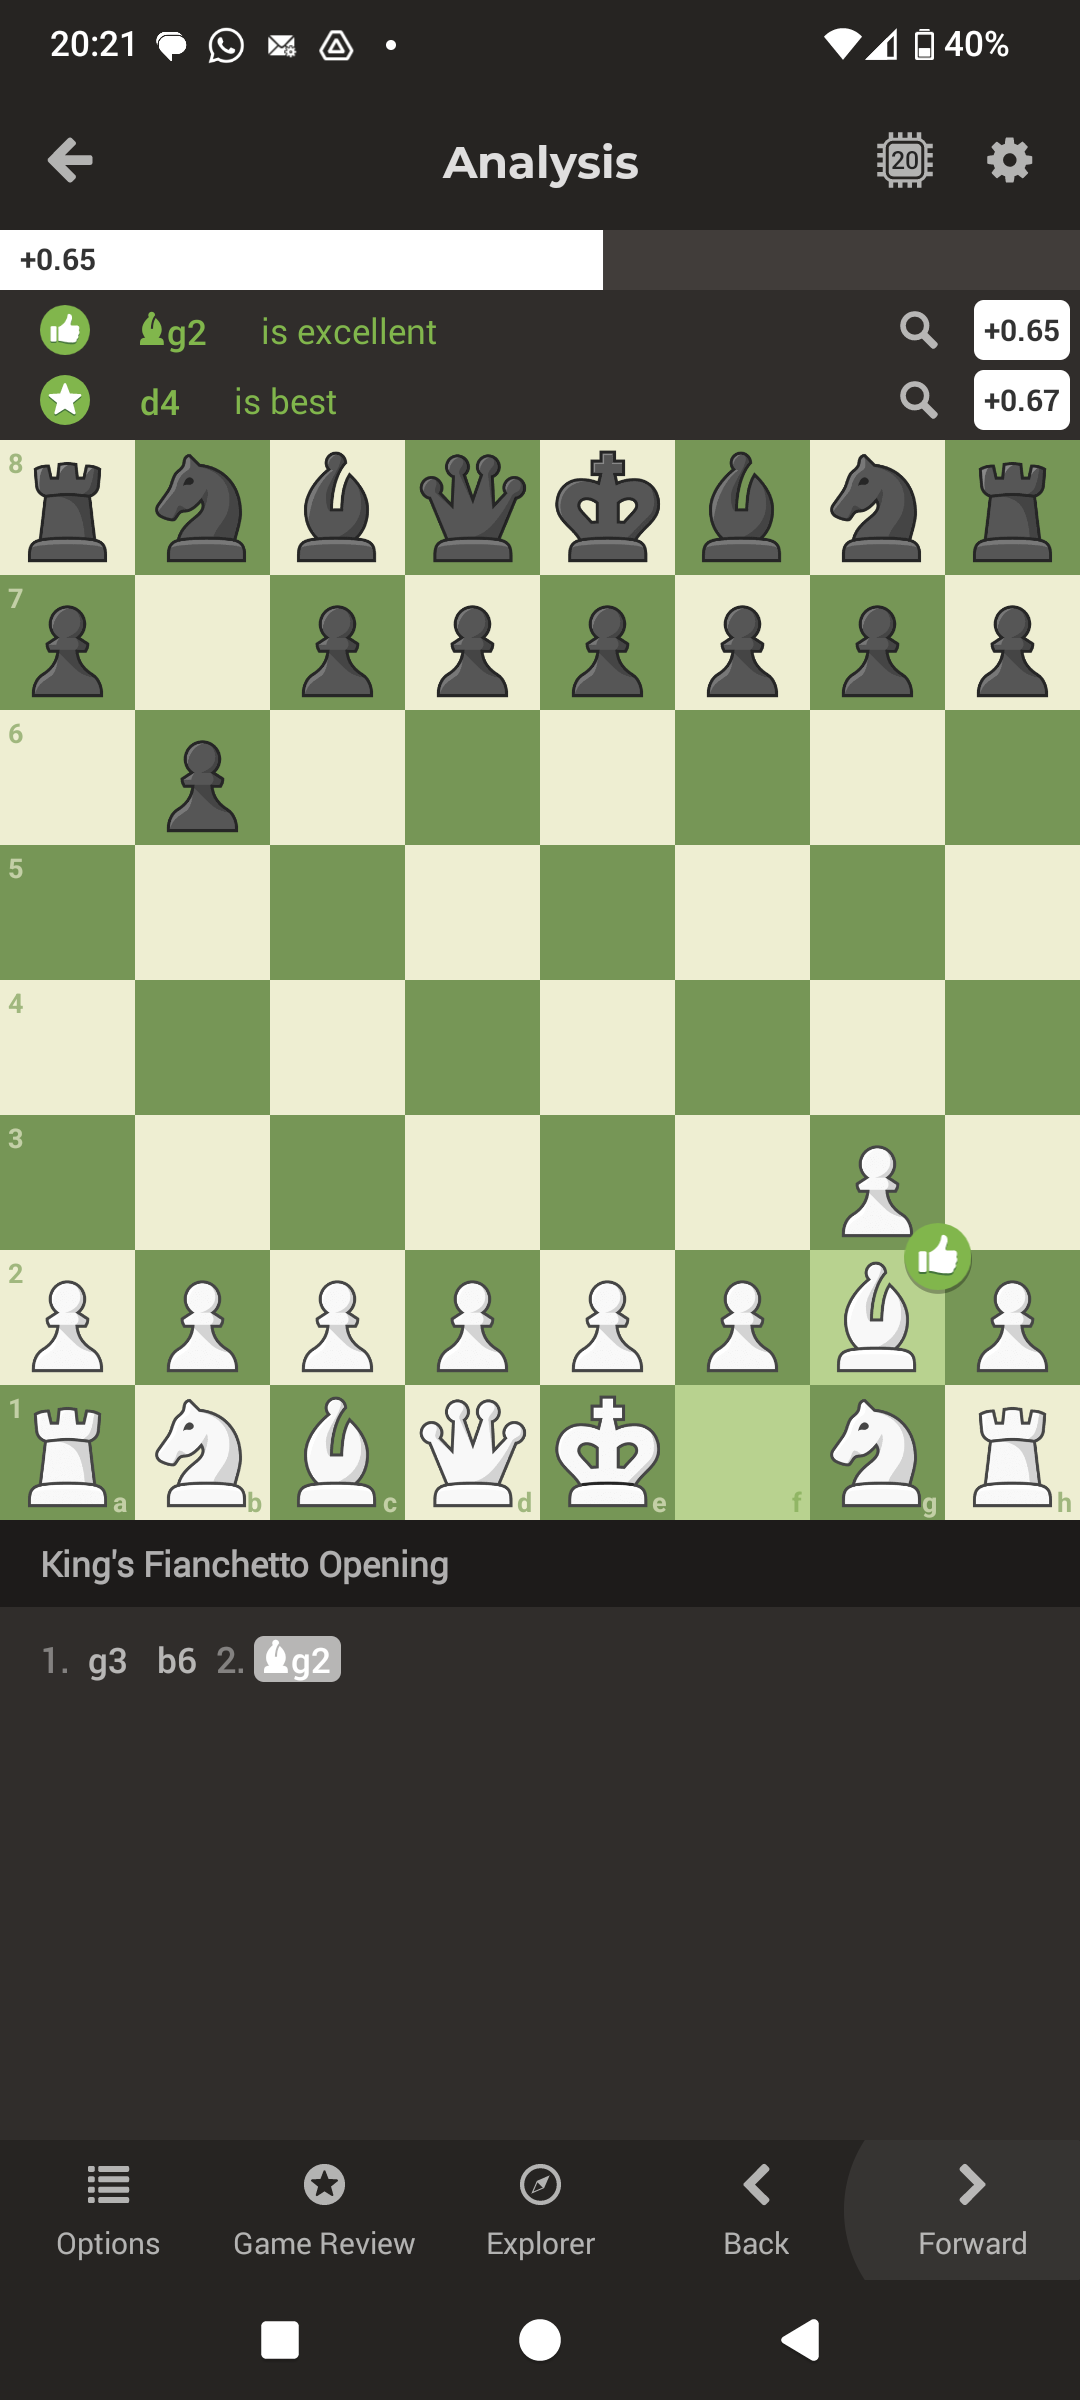 20:21 40%
Analysis 20
+0.65
g2 is excellent +0.65
d4 is best +0.67
8
7
6
5
4
3
2
1
a b c d e f g h
King's Fianchetto Opening
1. g3 b6 2. g2
Options Game Review Explorer Back Forward